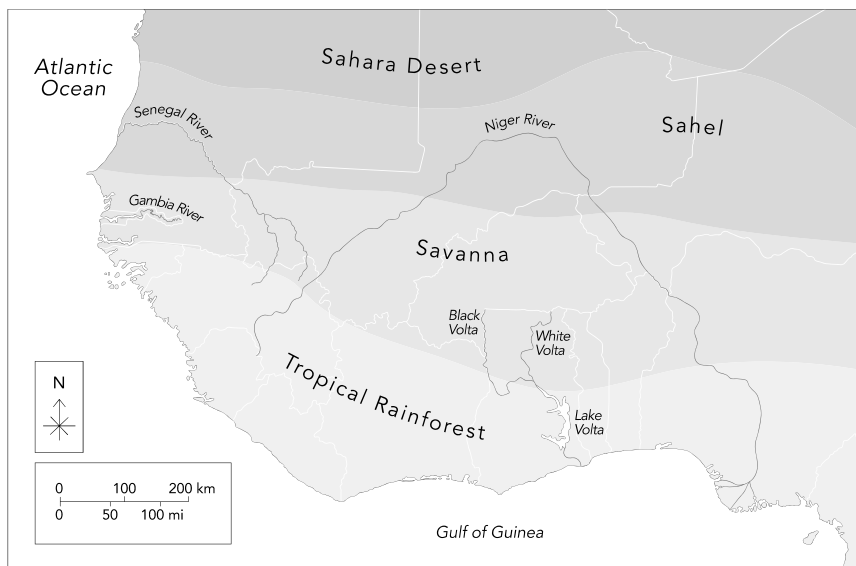 Sahara Desert
Atlantic
Ocean
Senegal River
Niger River
Sahel
Gambia River
Savanna
Black
Volta
White
Volta
Tropical Rainforest
N
Lake
Volta
0 100 200 km
0 50 100 mi
Gulf of Guinea